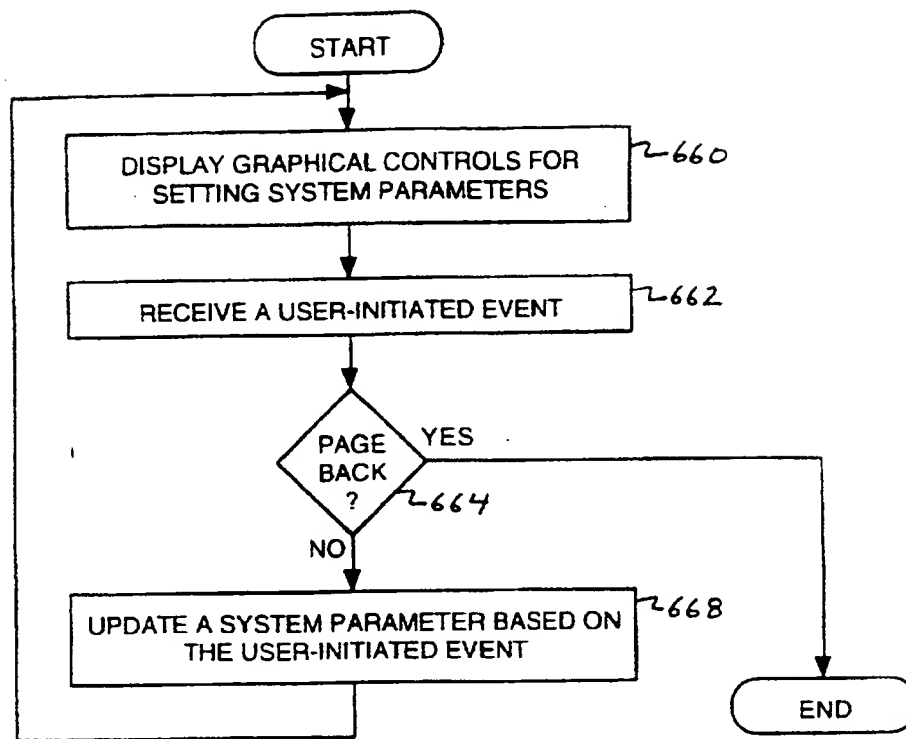 START
DISPLAY GRAPHICAL CONTROLS FOR
SETTING SYSTEM PARAMETERS
660
RECEIVE A USER-INITIATED EVENT
662
PAGE
BACK
?
YES
664
NO
UPDATE A SYSTEM PARAMETER BASED ON
THE USER-INITIATED EVENT
668
END